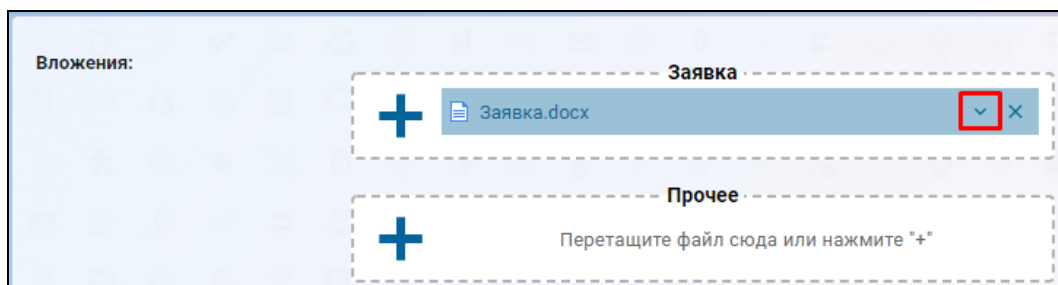 Вложения:
Заявка
Заявка.docx
Прочее
Перетащите файл сюда или нажмите "+"